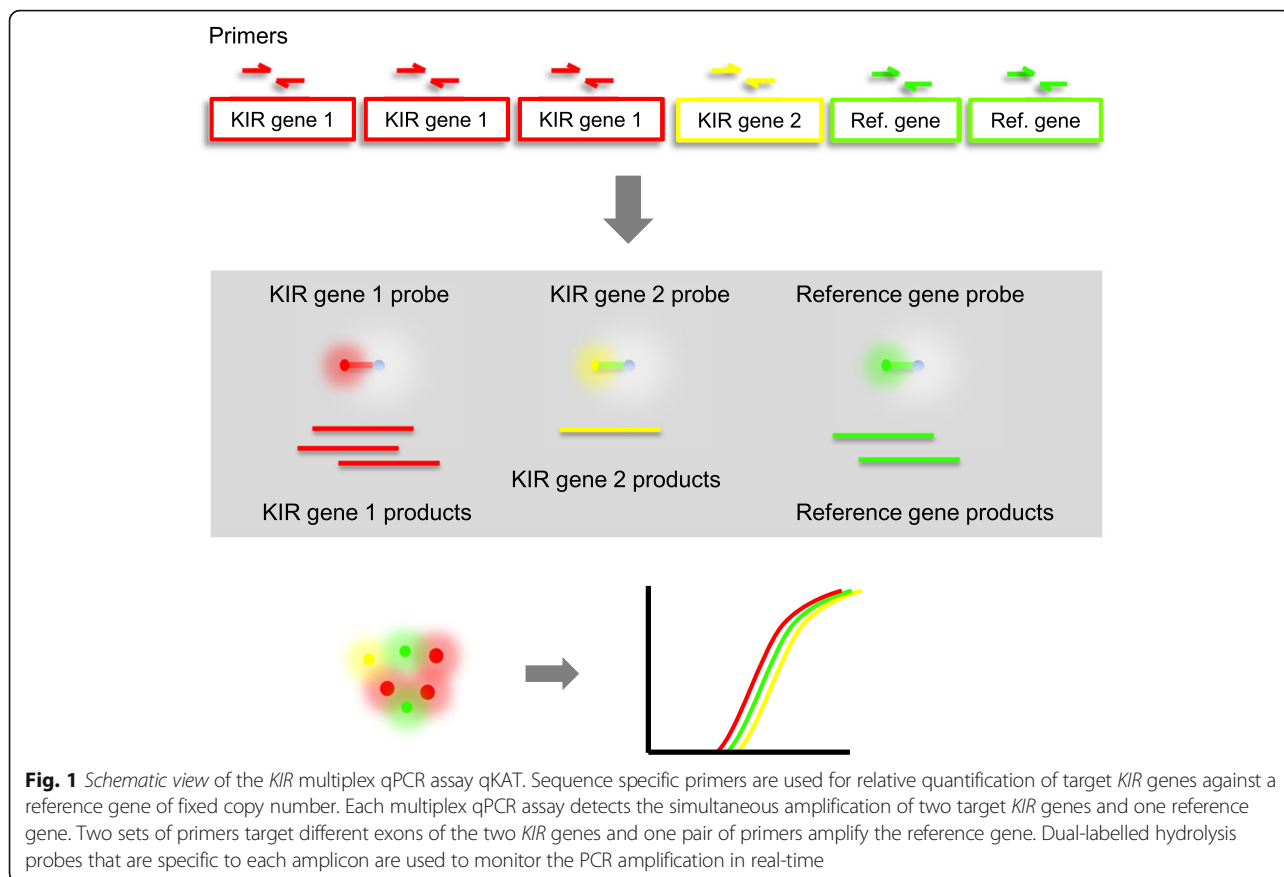 Primers
KIR gene 1 KIR gene 1 KIR gene 1 KIR gene 2 Ref. gene Ref. gene
KIR gene 1 probe KIR gene 2 probe Reference gene probe
KIR gene 2 products
KIR gene 1 products Reference gene products
Fig. 1 Schematic view of the KIR multiplex qPCR assay qKAT. Sequence specific primers are used for relative quantification of target KIR genes against a
reference gene of fixed copy number. Each multiplex qPCR assay detects the simultaneous amplification of two target KIR genes and one reference
gene. Two sets of primers target different exons of the two KIR genes and one pair of primers amplify the reference gene. Dual-labelled hydrolysis
probes that are specific to each amplicon are used to monitor the PCR amplification in real-time